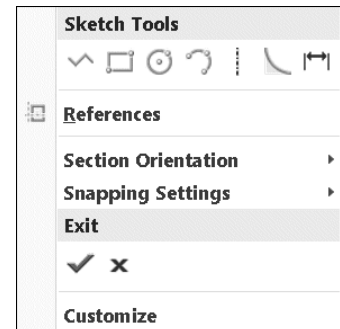 Sketch Tools
References
Section Orientation
Snapping Settings
Exit
Customize